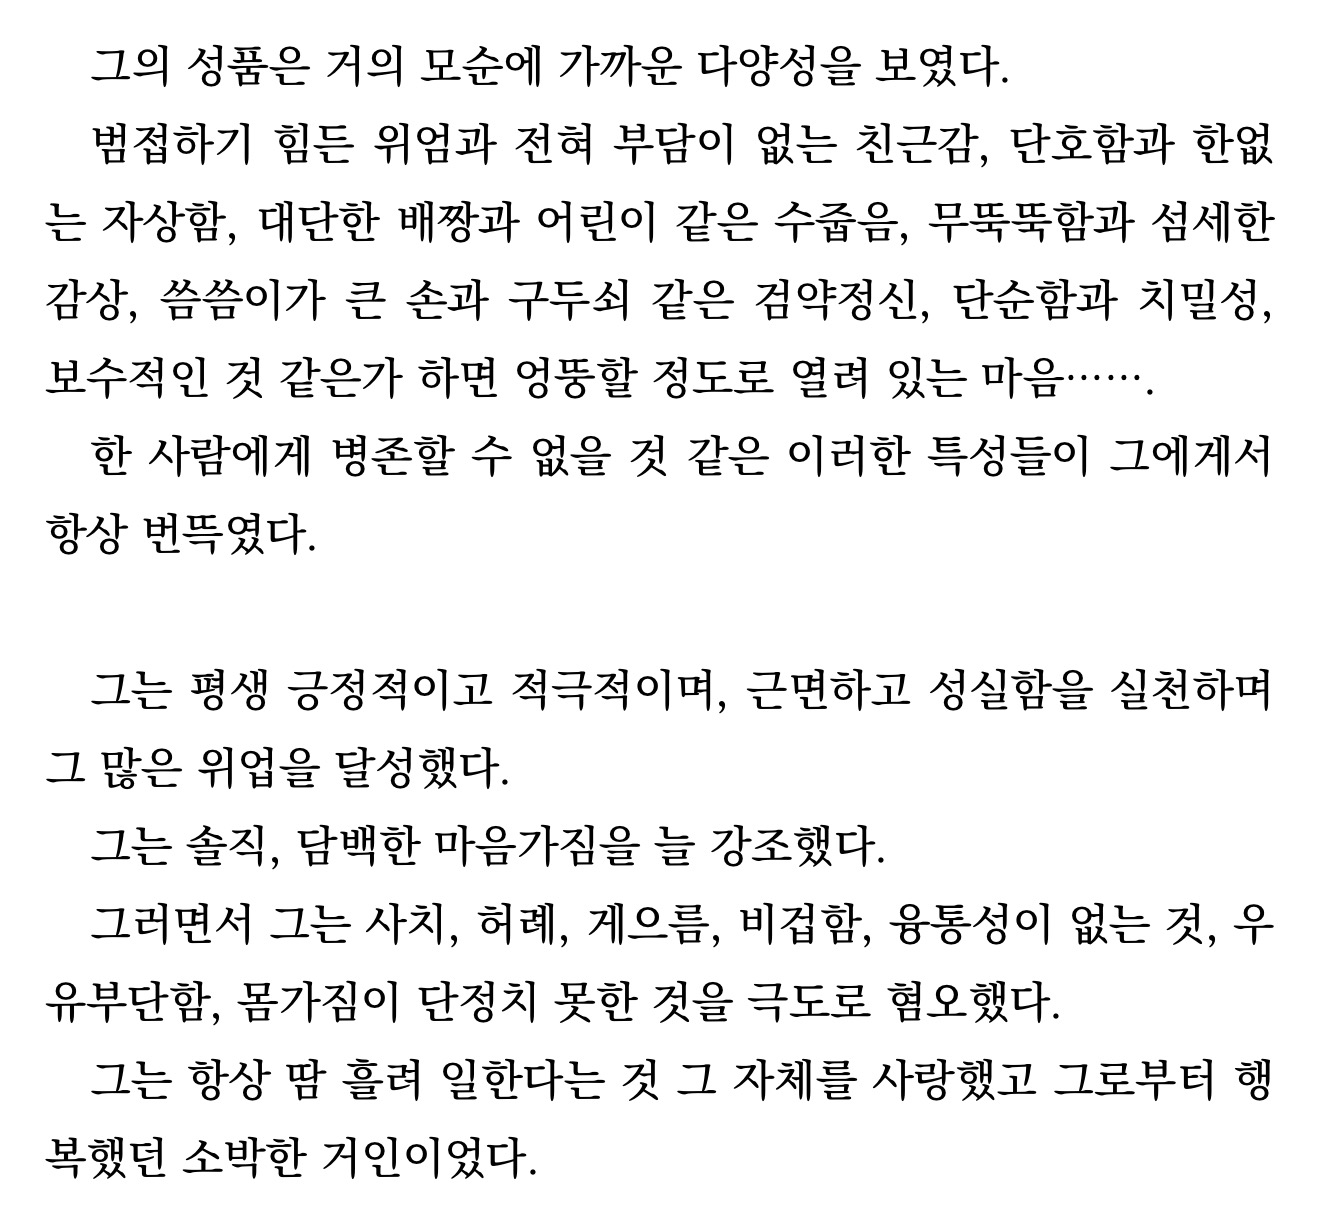 그의 성품은 거의 모순에 가까운 다양성을 보였다.
범접하기 힘든 위엄과 전혀 부담이 없는 친근감, 단호함과 한없
는 자상함, 대단한 배짱과 어린이 같은 수줍음, 무뚝뚝함과 섬세한
감상, 씀씀이가 큰 손과 구두쇠 같은 검약정신, 단순함과 치밀성,
보수적인 것 같은가 하면 엉뚱할 정도로 열려 있는 마음…….
한 사람에게 병존할 수 없을 것 같은 이러한 특성들이 그에게서
항상 번뜩였다.
그는 평생 긍정적이고 적극적이며, 근면하고 성실함을 실천하며
그 많은 위업을 달성했다.
그는 솔직, 담백한 마음가짐을 늘 강조했다.
그러면서 그는 사치, 허례, 게으름, 비겁함, 융통성이 없는 것, 우
유부단함, 몸가짐이 단정치 못한 것을 극도로 혐오했다.
그는 항상 땀 흘려 일한다는 것 그 자체를 사랑했고 그로부터 행
복했던 소박한 거인이었다.